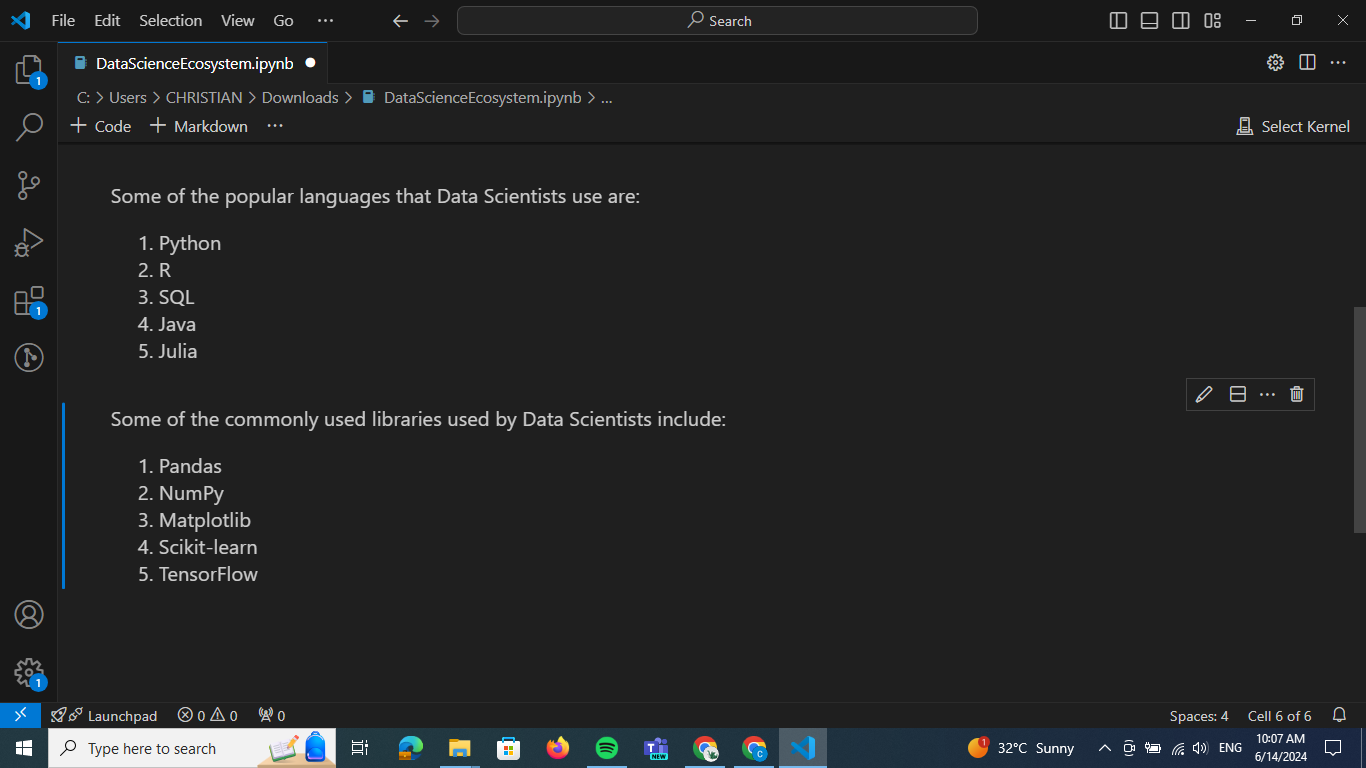 File Edit Selection View Go ···
Search
DataScienceEcosystem.ipynb
C: > Users > CHRISTIAN > Downloads > DataScienceEcosystem.ipynb > ...
+ Code + Markdown ···
Select Kernel
Some of the popular languages that Data Scientists use are:
1. Python
2. R
3. SQL
4. Java
5. Julia
Some of the commonly used libraries used by Data Scientists include:
1. Pandas
2. NumPy
3. Matplotlib
4. Scikit-learn
5. TensorFlow
1
1
1
Launchpad 0 0 0
Spaces: 4 Cell 6 of 6
Type here to search
NEW
C
1
32°C Sunny
ENG
10:07 AM
6/14/2024